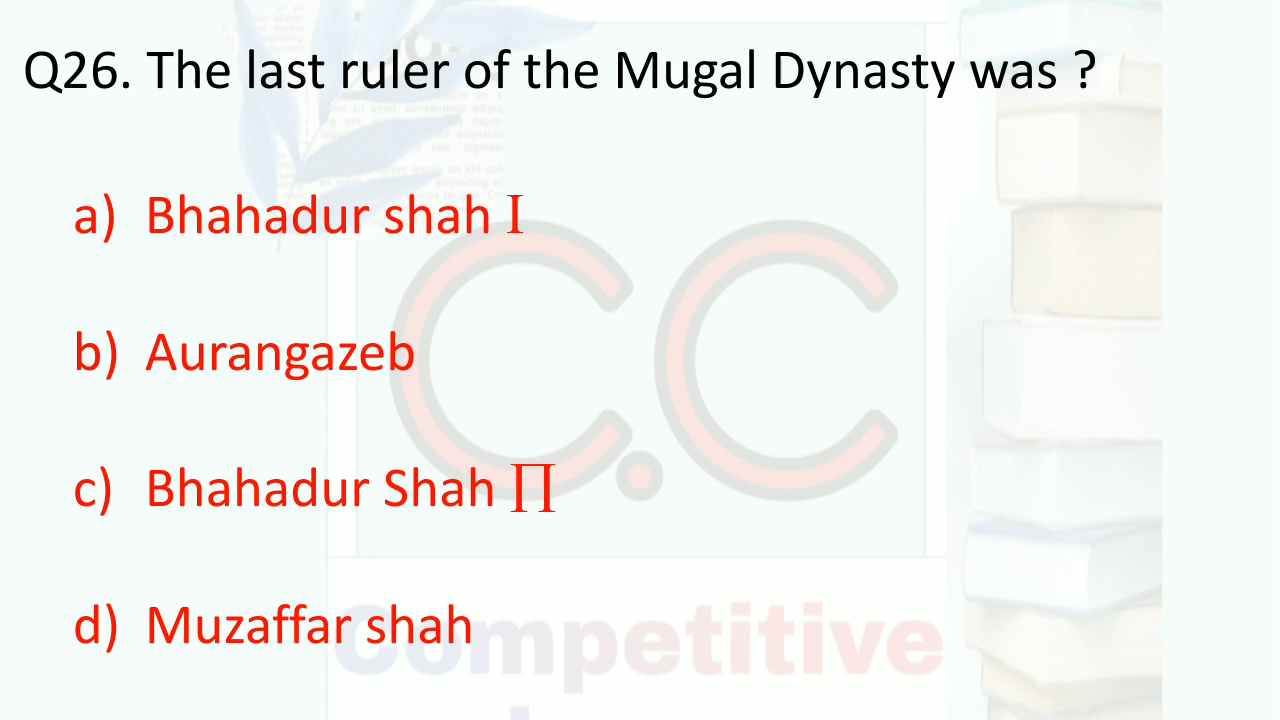 Q26. The last ruler of the Mugal Dynasty was ?
a) Bhahadur shah I
b) Aurangazeb
c) Bhahadur Shah ∏
d) Muzaffar shah
C.C
Competitive